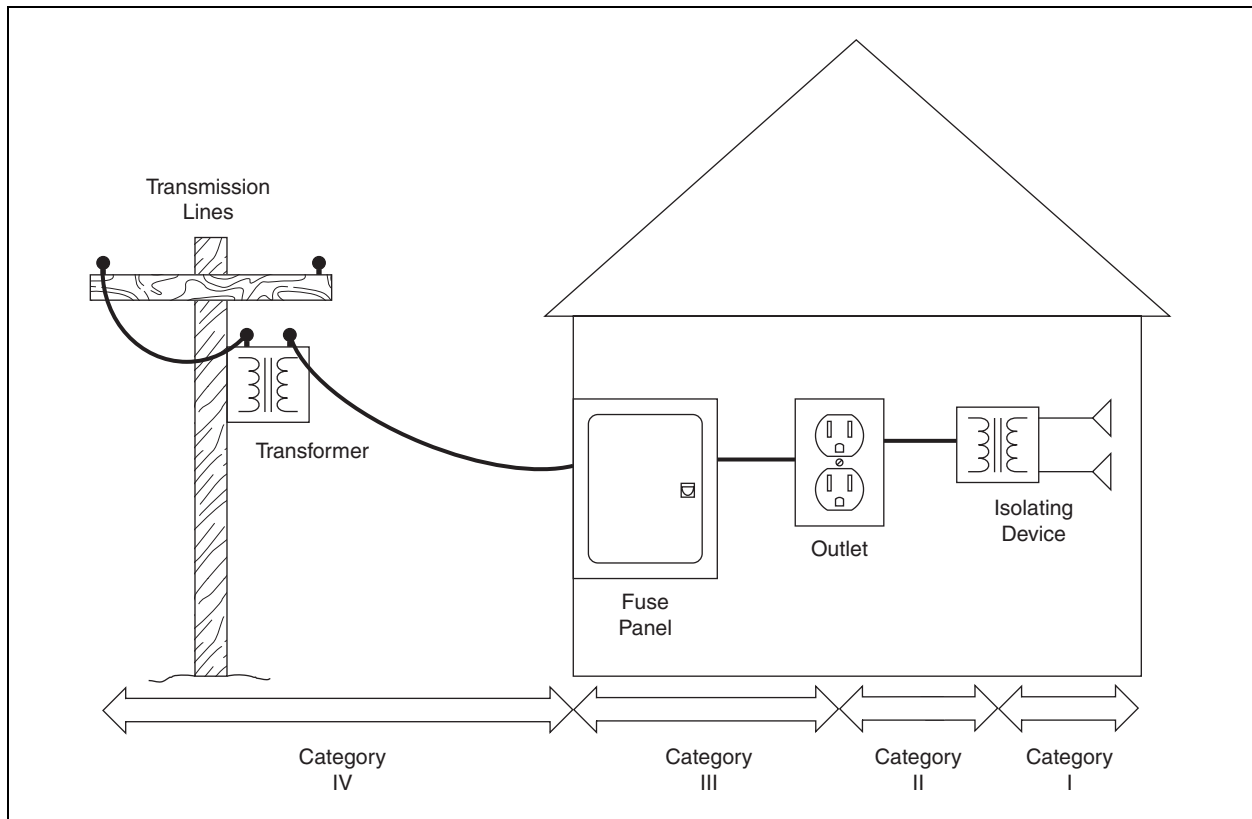 Transmission
Lines
Transformer
Fuse
Panel
Outlet
Isolating
Device
Category
IV
Category
III
Category
II
Category
I